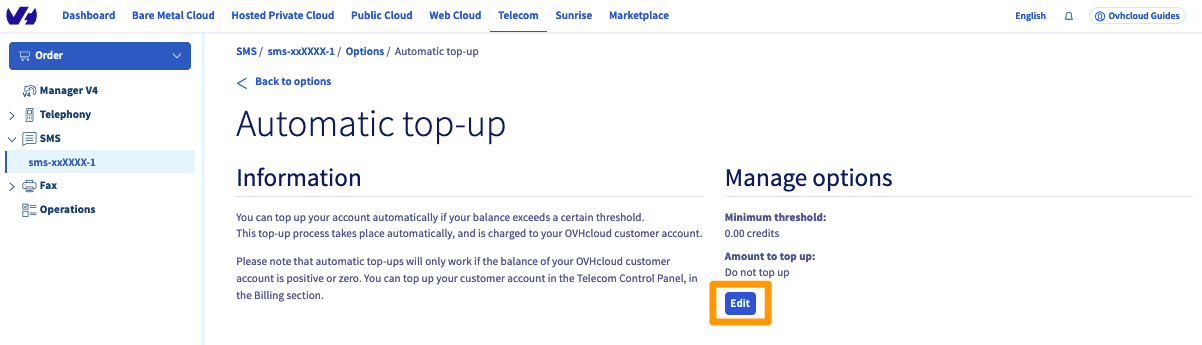 Dashboard Bare Metal Cloud Hosted Private Cloud Public Cloud Web Cloud Telecom Sunrise Marketplace English Ovhcloud Guides
Order
Manager V4
Telephony
SMS
sms-xxXXXX-1
Fax
Operations
SMS / sms-xxXXXX-1 / Options / Automatic top-up
Back to options
Automatic top-up
Information
You can top up your account automatically if your balance exceeds a certain threshold.
This top-up process takes place automatically, and is charged to your OVHcloud customer account.
Please note that automatic top-ups will only work if the balance of your OVHcloud customer
account is positive or zero. You can top up your customer account in the Telecom Control Panel, in
the Billing section.
Manage options
Minimum threshold:
0.00 credits
Amount to top up:
Do not top up
Edit